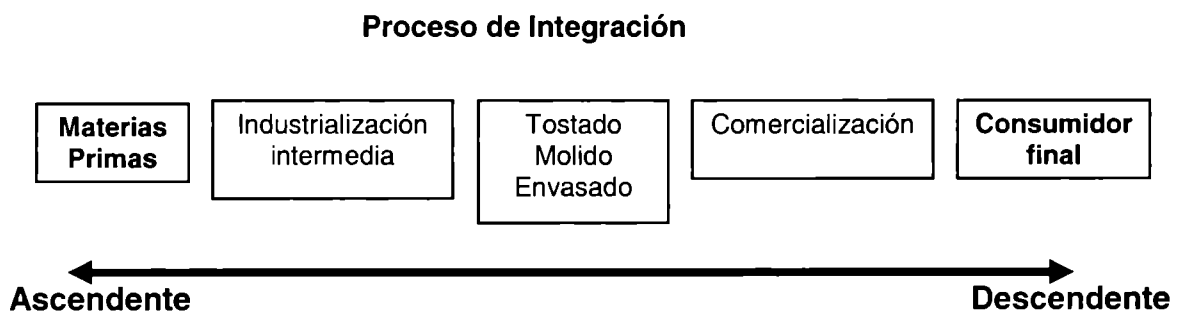 Proceso de Integración
Materias
Primas
Industrialización
intermedia
Tostado
Molido
Envasado
Comercialización
Consumidor
final
Ascendente
Descendente